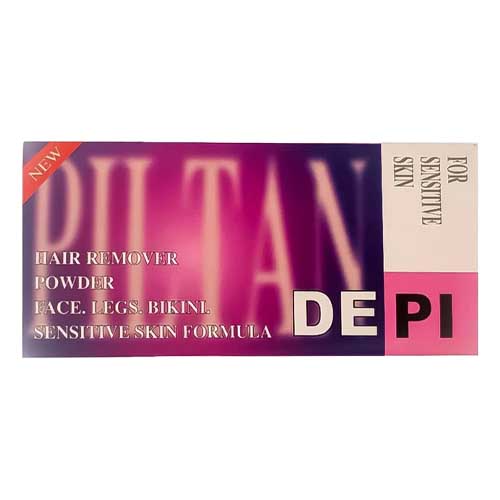 NEW
PILTAN
FOR
SENSITIVE
SKIN
HAIR REMOVER
POWDER
FACE. LEGS. BIKINI.
SENSITIVE SKIN FORMULA
DE PI